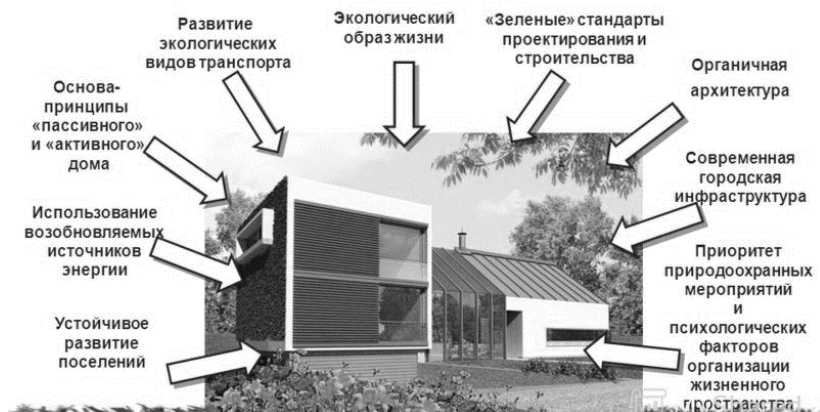 Развитие
экологических
видов транспорта
Экологический
образ жизни
«Зеленые» стандарты
проектирования и
строительства
Органичная
архитектура
Основа-
принципы
«пассивного»
и «активного»
дома
Современная
городская
инфраструктура
Использование
возобновляемых
источников
энергии
Приоритет
природоохранных
мероприятий
и
психологических
факторов
организации
жизненного
пространства
Устойчивое
развитие
поселений